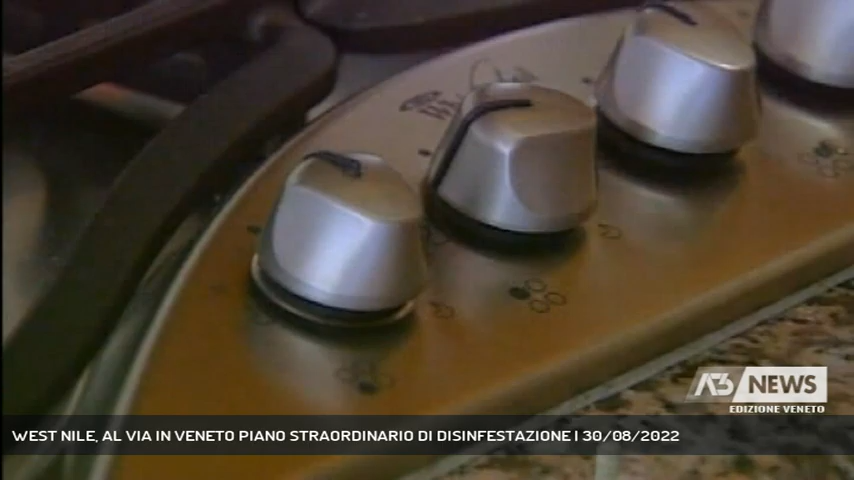 A3 NEWS
EDIZIONE VENETO
WEST NILE, AL VIA IN VENETO PIANO STRAORDINARIO DI DISINFESTAZIONE | 30/08/2022